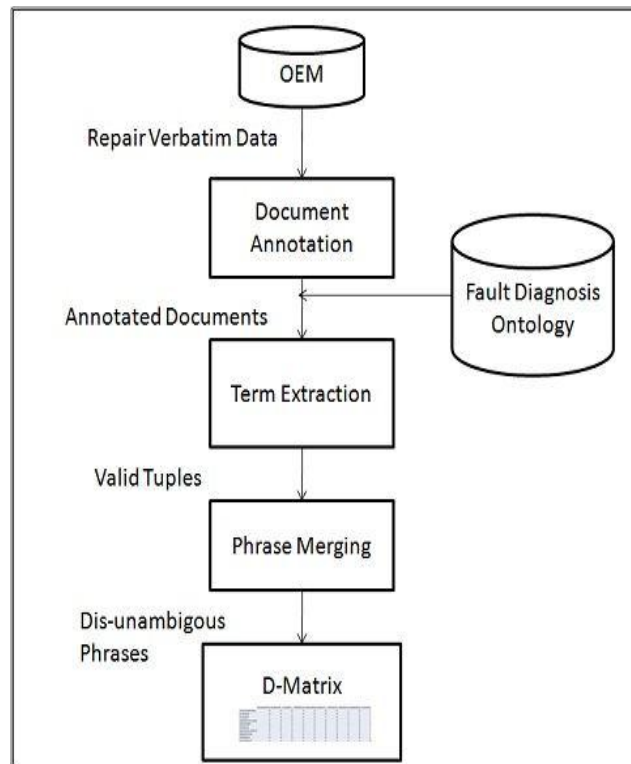 OEM
Repair Verbatim Data
Document
Annotation
Fault Diagnosis
Ontology
Annotated Documents
Term Extraction
Valid Tuples
Phrase Merging
Dis-unambigous
Phrases
D-Matrix